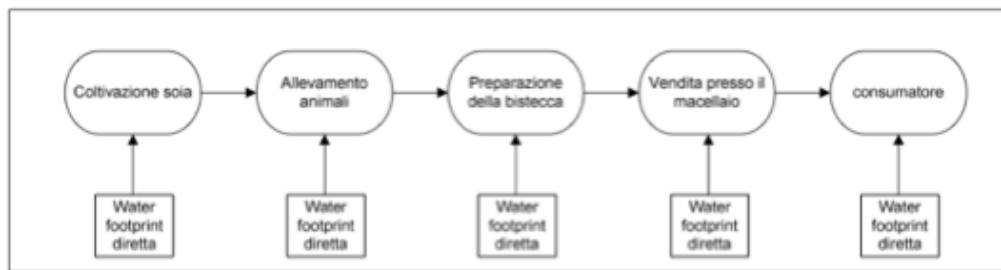 Coltivazione soia
Allevamento
animali
Preparazione
della bistecca
Vendita presso il
macellaio
consumatore
Water
footprint
diretta
Water
footprint
diretta
Water
footprint
diretta
Water
footprint
diretta
Water
footprint
diretta